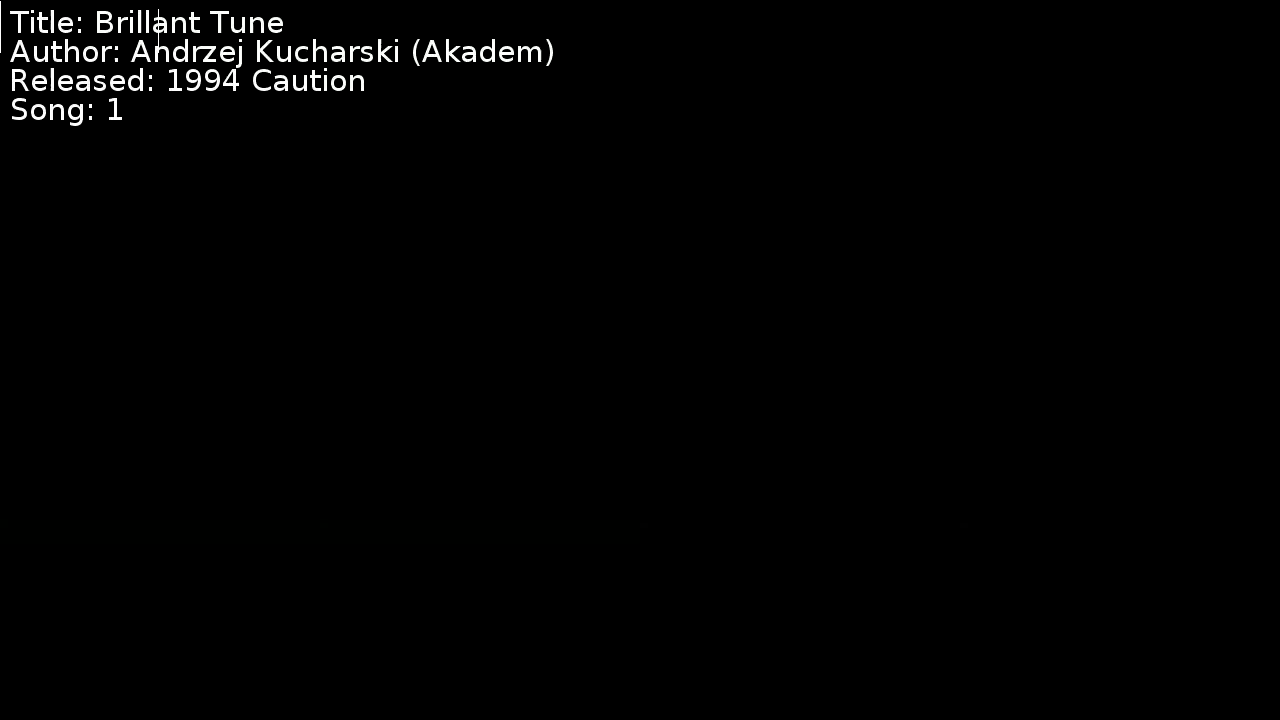 Title: Brillant Tune
Author: Andrzej Kucharski (Akadem)
Released: 1994 Caution
Song: 1